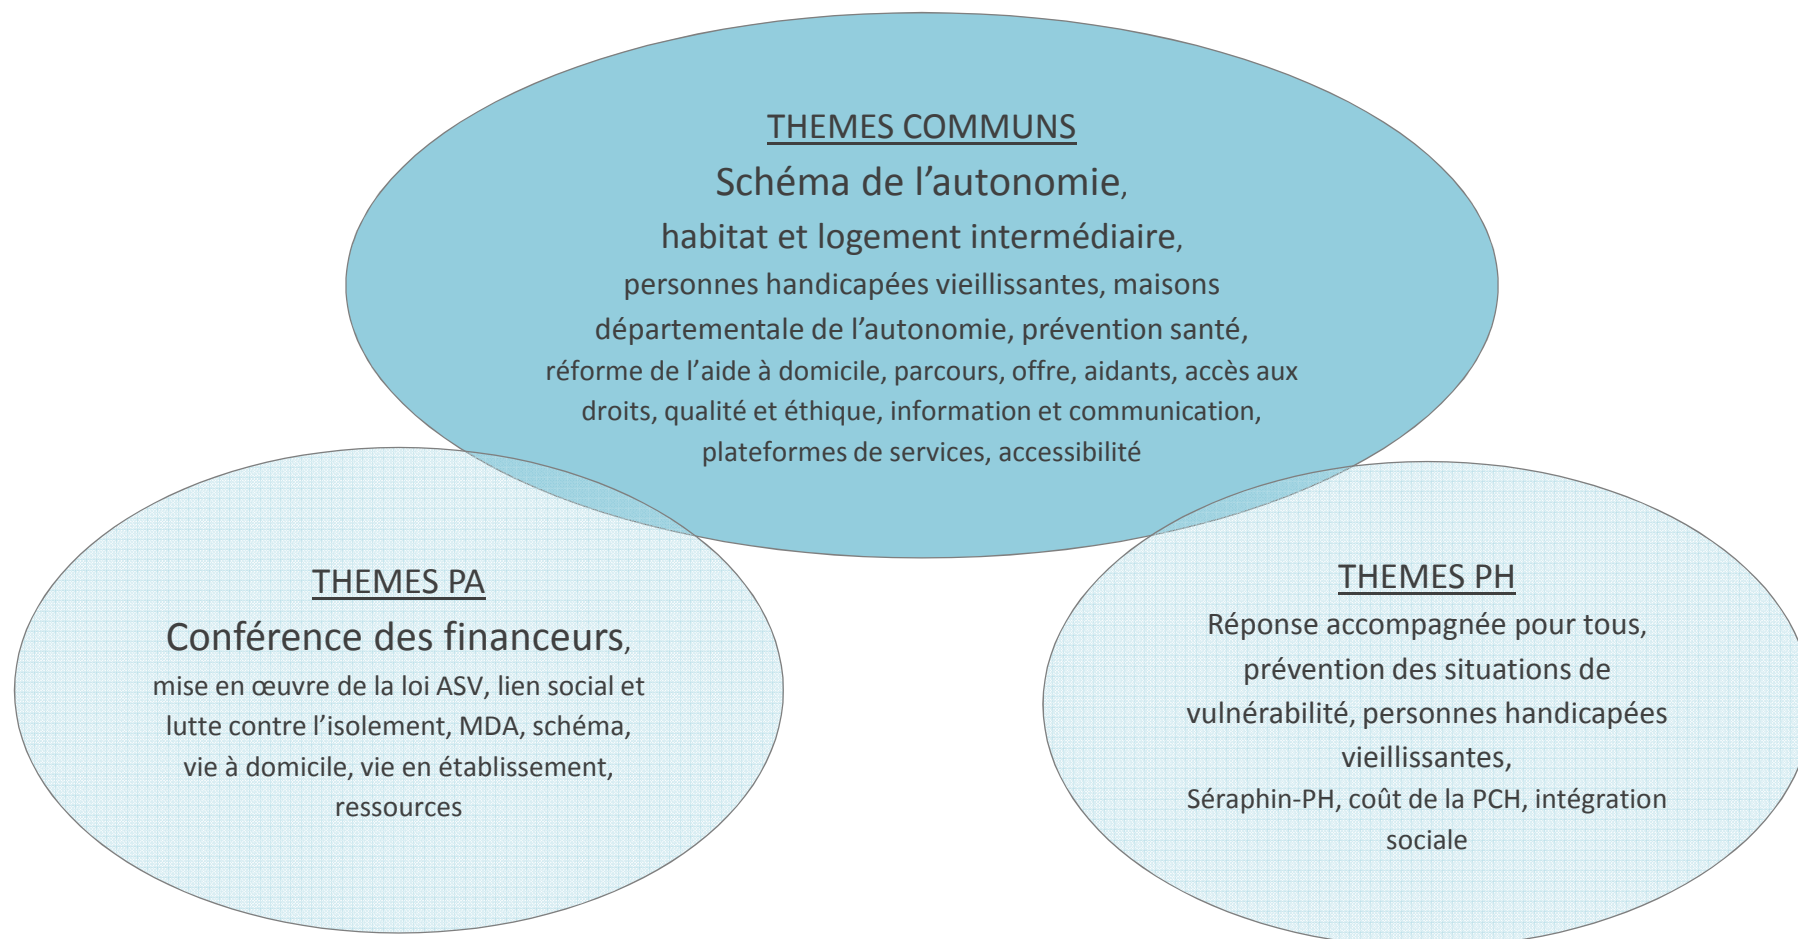 THEMES COMMUNS
Schéma de l’autonomie,
habitat et logement intermédiaire,
personnes handicapées vieillissantes, maisons
départementale de l’autonomie, prévention santé,
réforme de l’aide à domicile, parcours, offre, aidants, accès aux
droits, qualité et éthique, information et communication,
plateformes de services, accessibilité
THEMES PA
Conférence des financeurs,
mise en œuvre de la loi ASV, lien social et
lutte contre l’isolement, MDA, schéma,
vie à domicile, vie en établissement,
ressources
THEMES PH
Réponse accompagnée pour tous,
prévention des situations de
vulnérabilité, personnes handicapées
vieillissantes,
Séraphin-PH, coût de la PCH, intégration
sociale